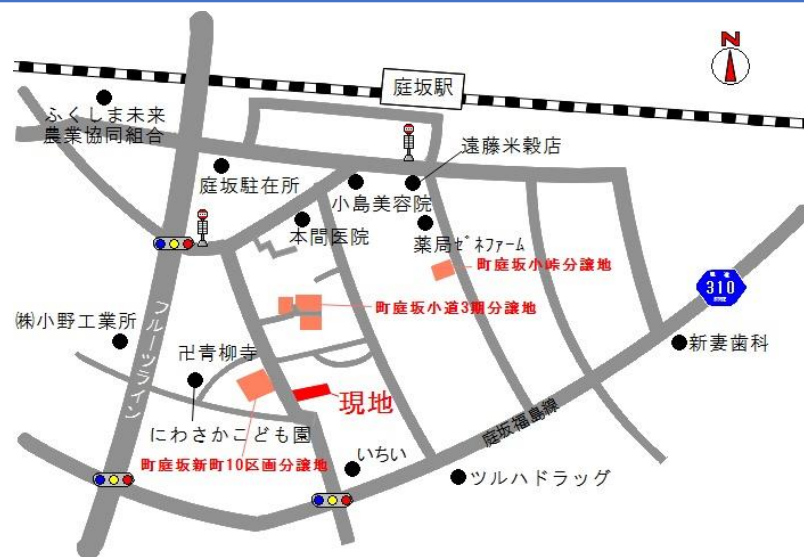 N
庭坂駅
ふくしま未来
農業協同組合
遠藤米穀店
庭坂駐在所
小島美容院
本間医院
薬局ｾﾞﾈファーム
町庭坂小峠分譲地
310
町庭坂小道3期分譲地
㈱小野工業所
フルーツライン
卍青柳寺
新妻歯科
現地
にわさかこども園
庭坂福島線
町庭坂新町10区画分譲地
いちい
ツルハドラッグ